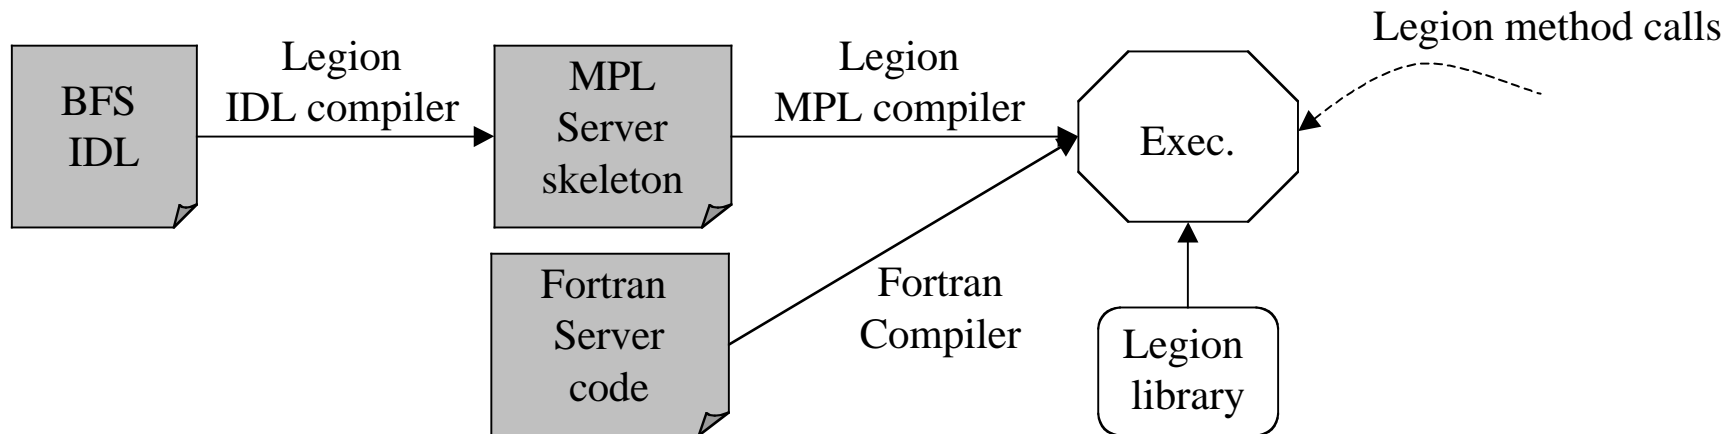 Legion method calls
BFS
IDL
Legion
IDL compiler
MPL
Server
skeleton
Legion
MPL compiler
Exec.
Fortran
Server
code
Fortran
Compiler
Legion
library